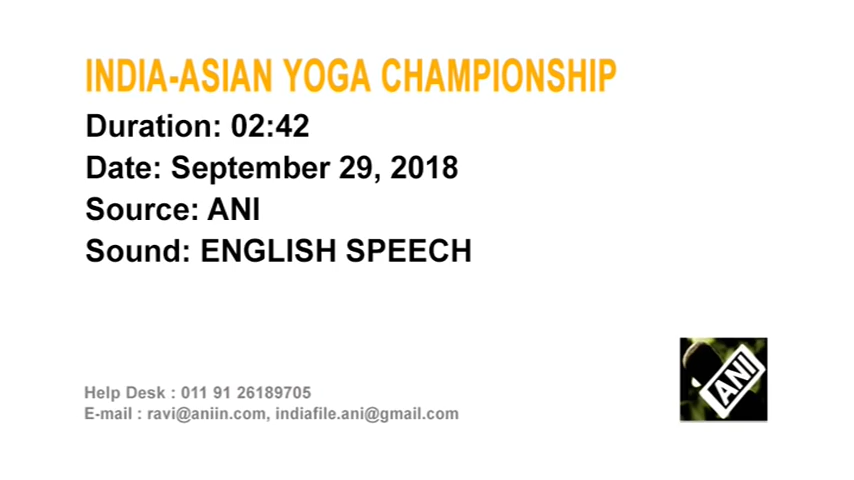 INDIA-ASIAN YOGA CHAMPIONSHIP
Duration: 02:42
Date: September 29, 2018
Source: ANI
Sound: ENGLISH SPEECH
Help Desk : 011 91 26189705
E-mail : ravi@aniin.com, indiafile.ani@gmail.com
ANI